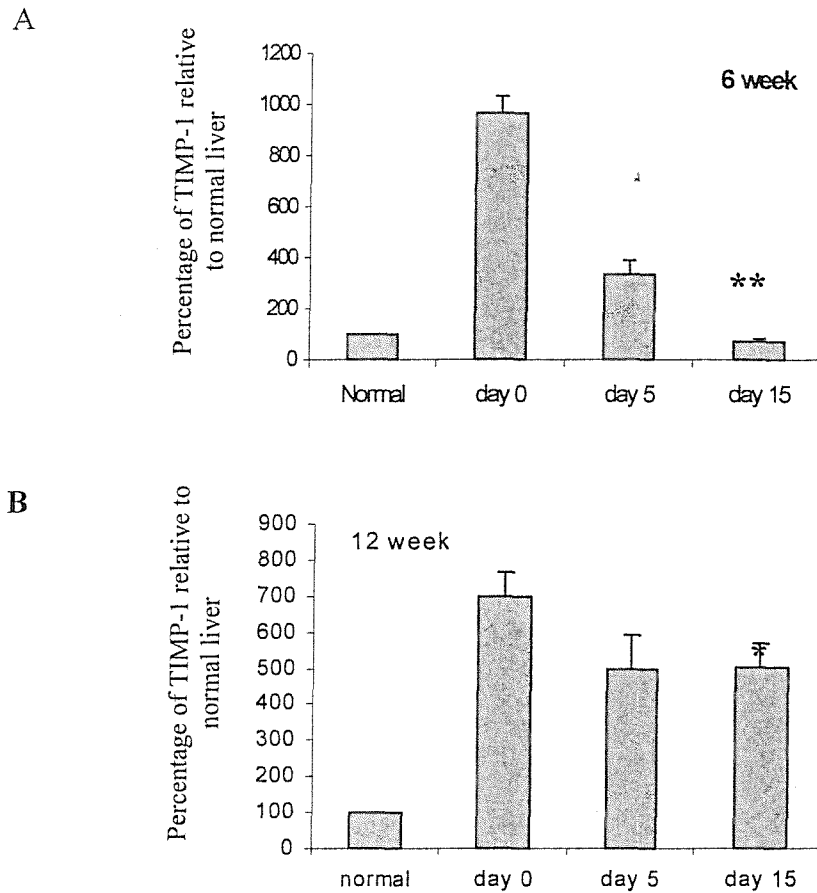 A
Percentage of TIMP-1 relative
to normal liver
1200
1000
800
600
400
200
0
6 week
**
Normal
day 0
day 5
day 15
B
Percentage of TIMP-1 relative to
normal liver
900
800
700
600
500
400
300
200
100
0
12 week
*
normal
day 0
day 5
day 15